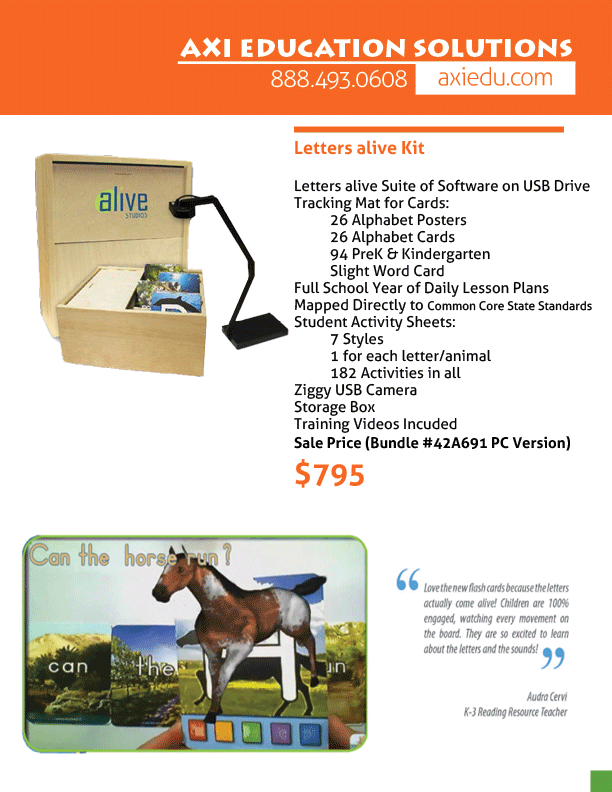 AXI EDUCATION SOLUTIONS
888.493.0608 axiedu.com
Letters alive Kit
Letters alive Suite of Software on USB Drive
Tracking Mat for Cards:
26 Alphabet Posters
26 Alphabet Cards
94 PreK & Kindergarten
Slight Word Card
Full School Year of Daily Lesson Plans
Mapped Directly to Common Core State Standards
Student Activity Sheets:
7 Styles
1 for each letter/animal
182 Activities in all
Ziggy USB Camera
Storage Box
Training Videos Incuded
Sale Price (Bundle #42A691 PC Version)
$795
alive
STUDIOS
Can the horse run?
can the un
“ Love the new flash cards because the letters
actually come alive! Children are 100%
engaged, watching every movement on
the board. They are so excited to learn
about the letters and the sounds! ”
Audra Cervi
K-3 Reading Resource Teacher